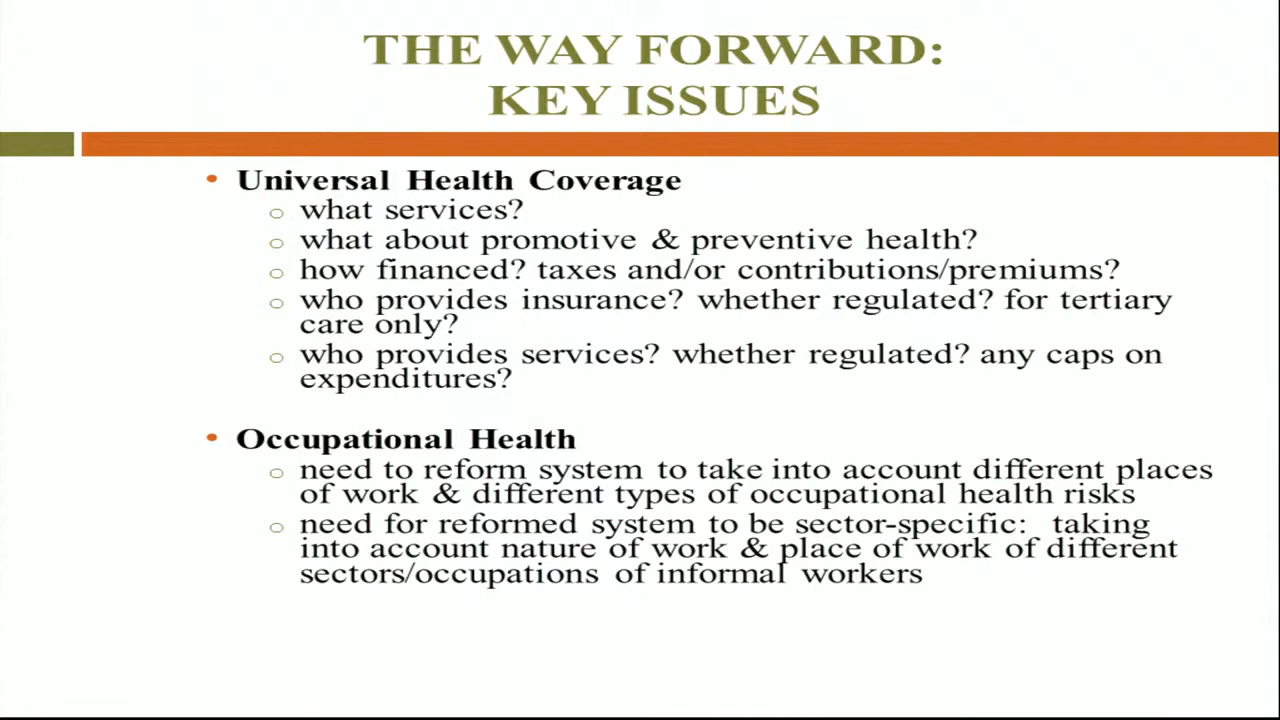 THE WAY FORWARD:
KEY ISSUES
• Universal Health Coverage
o what services?
o what about promotive & preventive health?
o how financed? taxes and/or contributions/premiums?
o who provides insurance? whether regulated? for tertiary
care only?
o who provides services? whether regulated? any caps on
expenditures?
• Occupational Health
o need to reform system to take into account different places
of work & different types of occupational health risks
o need for reformed system to be sector-specific: taking
into account nature of work & place of work of different
sectors/occupations of informal workers